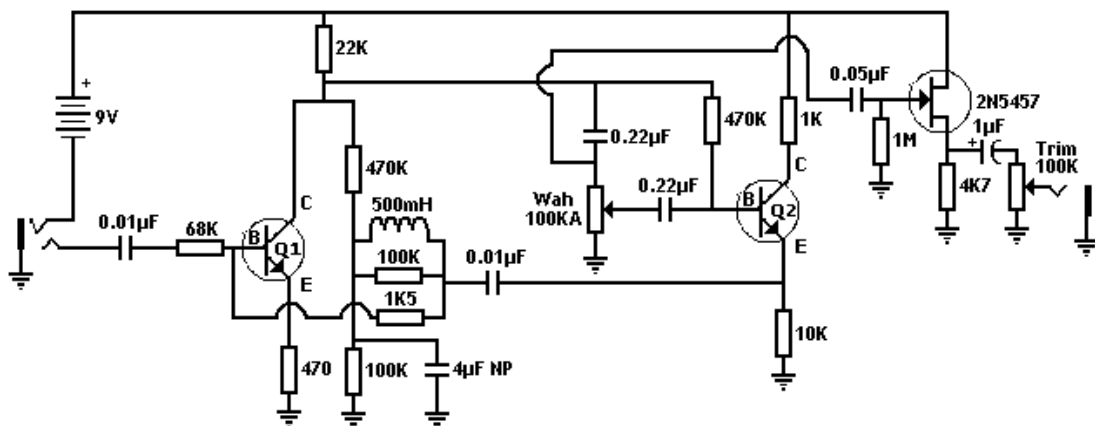 22K
+
9V
0.05µF
2N5457
0.22µF
470K
1K
1µF
+
1M
Trim
100K
470K
C
C
500mH
Wah
100KA
0.22µF
B
Q2
4K7
0.01µF
68K
B
Q1
E
100K
0.01µF
E
1K5
10K
470
100K
4µF NP